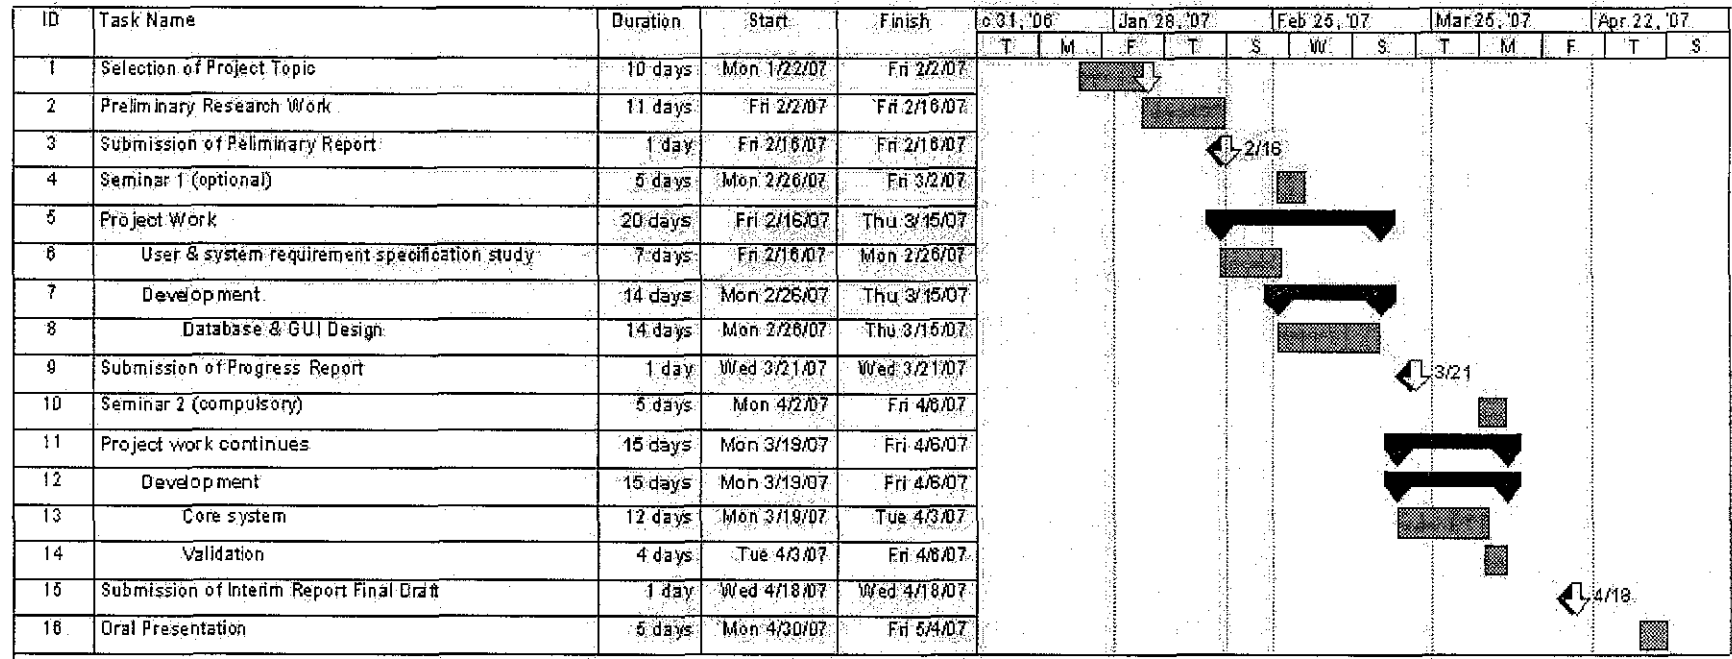 ID Task Name Duration Start Finish c 31, '06 Jan 28, '07 Feb 25, '07 Mar 25, '07 Apr 22, '07
T M F T S W S T M F T S
1 Selection of Project Topic 10 days Mon 1/22/07 Fri 2/2/07
2 Preliminary Research Work 11 days Fri 2/2/07 Fri 2/16/07
3 Submission of Peliminary Report 1 day Fri 2/16/07 Fri 2/16/07 2/16
4 Seminar 1 (optional) 5 days Mon 2/26/07 Fri 3/2/07
5 Project Work 20 days Fri 2/16/07 Thu 3/15/07
6 User & system requirement specification study 7 days Fri 2/16/07 Mon 2/26/07
7 Development 14 days Mon 2/26/07 Thu 3/15/07
8 Database & GUI Design 14 days Mon 2/26/07 Thu 3/15/07
9 Submission of Progress Report 1 day Wed 3/21/07 Wed 3/21/07 3/21
10 Seminar 2 (compulsory) 5 days Mon 4/2/07 Fri 4/6/07
11 Project work continues 15 days Mon 3/19/07 Fri 4/6/07
12 Development 15 days Mon 3/19/07 Fri 4/6/07
13 Core system 12 days Mon 3/19/07 Tue 4/3/07
14 Validation 4 days Tue 4/3/07 Fri 4/6/07
15 Submission of Interim Report Final Draft 1 day Wed 4/18/07 Wed 4/18/07 4/18
16 Oral Presentation 5 days Mon 4/30/07 Fri 5/4/07